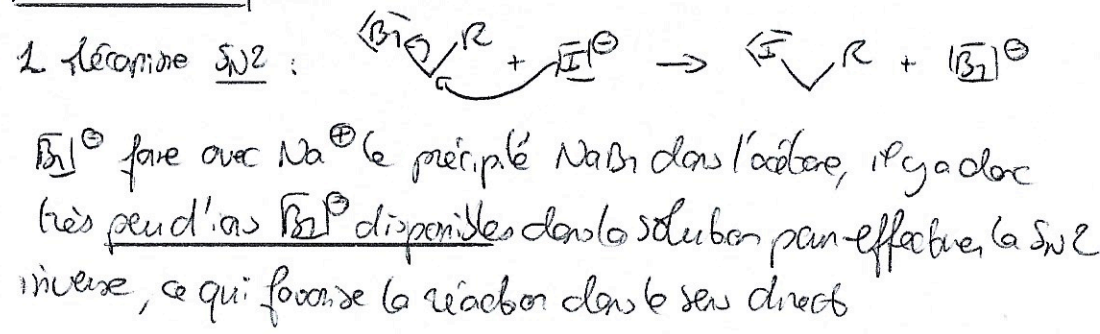 1. Mécanisme SN2 : |Br R + |I|⊖ → |I R + |Br|⊖
|Br|⊖ forme avec Na⊕ le précipité NaBr dans l'acétone, il y a donc
très peu d'ions |Br|⊖ disponibles dans la solution pour effectuer la SN2
inverse, ce qui favorise la réaction dans le sens direct